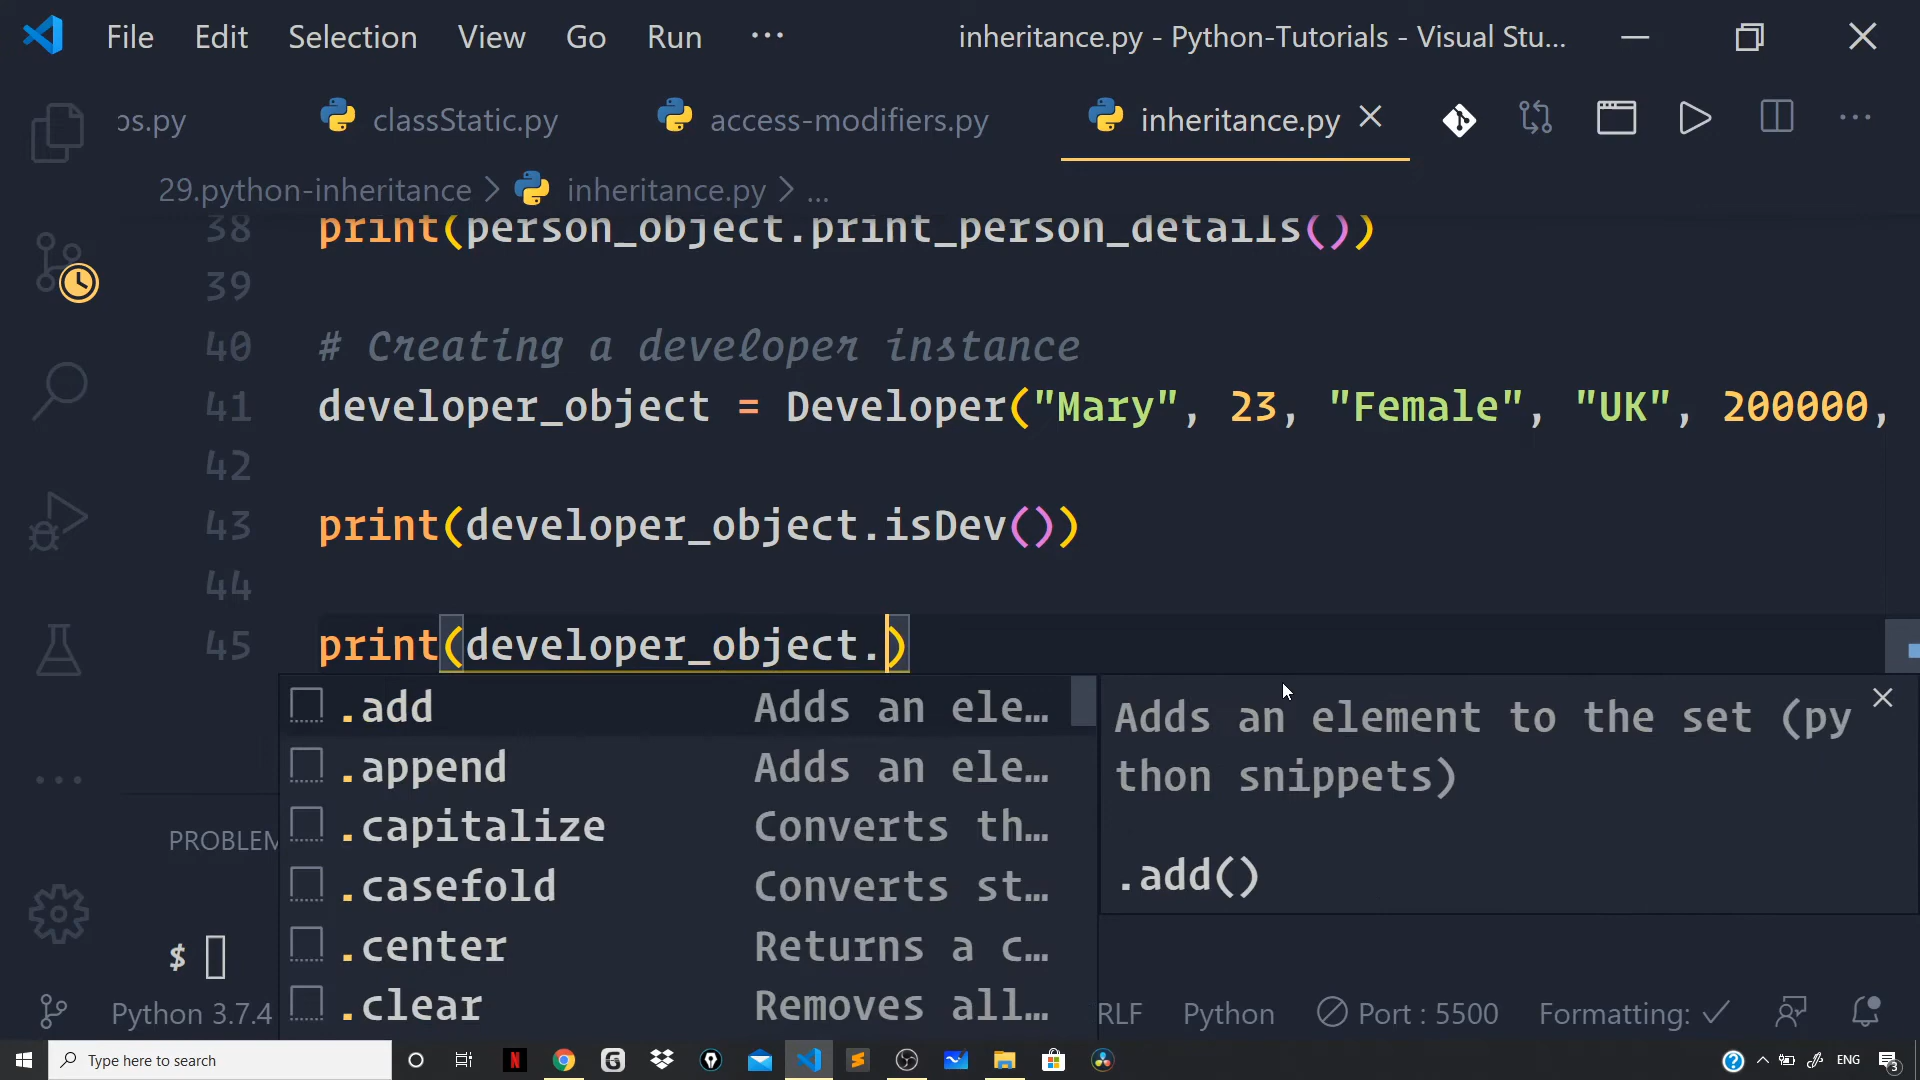 File Edit Selection View Go Run ··· inheritance.py - Python-Tutorials - Visual Stu...
os.py classStatic.py access-modifiers.py inheritance.py
29.python-inheritance > inheritance.py > ...
38 print(person_object.print_person_details())
39
40 # Creating a developer instance
41 developer_object = Developer("Mary", 23, "Female", "UK", 200000,
42
43 print(developer_object.isDev())
44
45 print(developer_object.)
.add Adds an ele…
.append Adds an ele…
.capitalize Converts th…
.casefold Converts st…
.center Returns a c…
.clear Removes all…
Adds an element to the set (py
thon snippets)
.add()
PROBLEM
$
Python 3.7.4 RLF Python Port : 5500 Formatting: ✓
Type here to search ENG 3